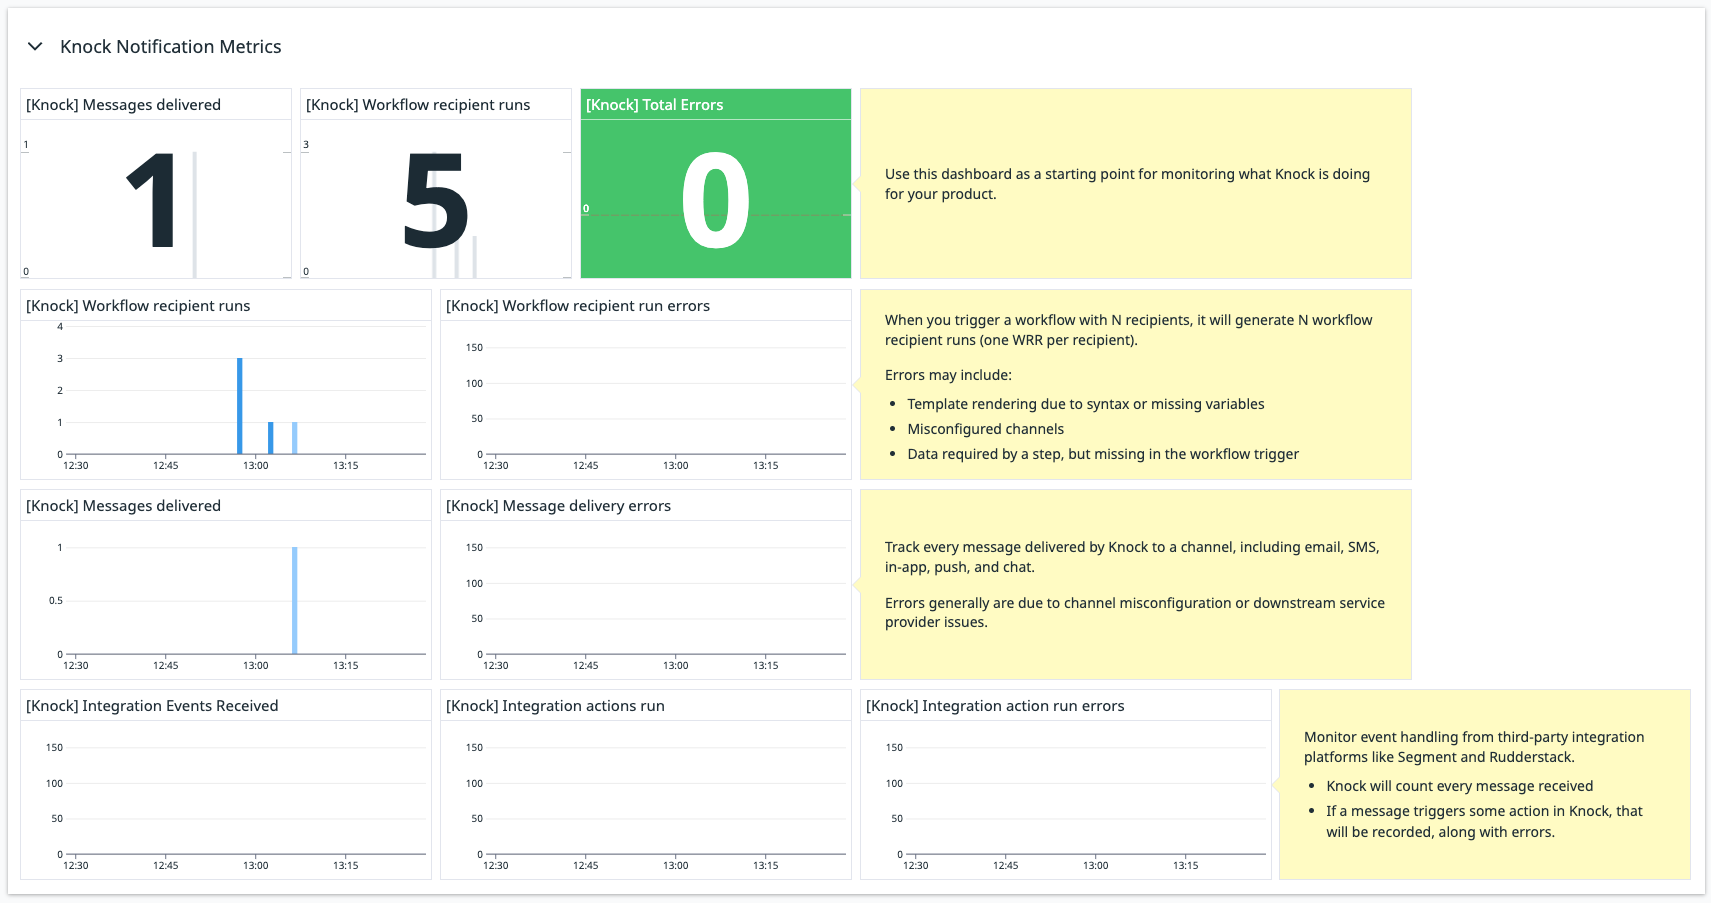 Knock Notification Metrics
[Knock] Messages delivered
1
1
0
[Knock] Workflow recipient runs
3
5
0
[Knock] Total Errors
0
0
Use this dashboard as a starting point for monitoring what Knock is doing
for your product.
[Knock] Workflow recipient runs
4
3
2
1
0
12:30 12:45 13:00 13:15
[Knock] Workflow recipient run errors
150
100
50
0
12:30 12:45 13:00 13:15
When you trigger a workflow with N recipients, it will generate N workflow
recipient runs (one WRR per recipient).
Errors may include:
• Template rendering due to syntax or missing variables
• Misconfigured channels
• Data required by a step, but missing in the workflow trigger
[Knock] Messages delivered
1
0.5
0
12:30 12:45 13:00 13:15
[Knock] Message delivery errors
150
100
50
0
12:30 12:45 13:00 13:15
Track every message delivered by Knock to a channel, including email, SMS,
in-app, push, and chat.
Errors generally are due to channel misconfiguration or downstream service
provider issues.
[Knock] Integration Events Received
150
100
50
0
12:30 12:45 13:00 13:15
[Knock] Integration actions run
150
100
50
0
12:30 12:45 13:00 13:15
[Knock] Integration action run errors
150
100
50
0
12:30 12:45 13:00 13:15
Monitor event handling from third-party integration
platforms like Segment and Rudderstack.
• Knock will count every message received
• If a message triggers some action in Knock, that
will be recorded, along with errors.